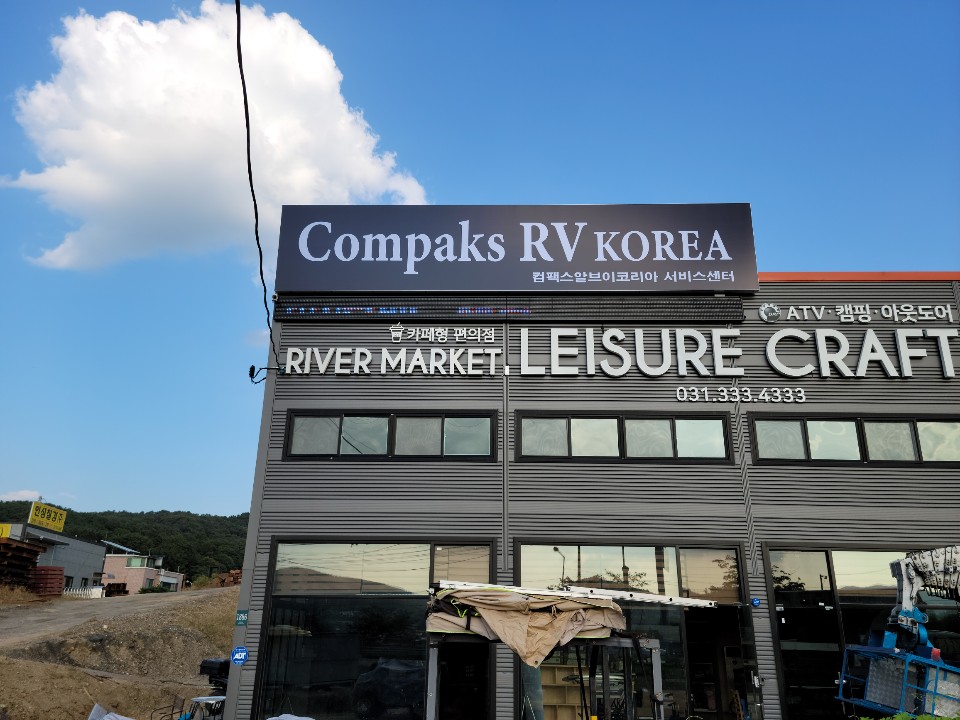 Compaks RV KOREA
컴팩스알브이코리아 서비스센터
ATV·캠핑·아웃도어
카페형 편의점
RIVER MARKET.
LEISURE CRAFT
031.333.4333
ADT